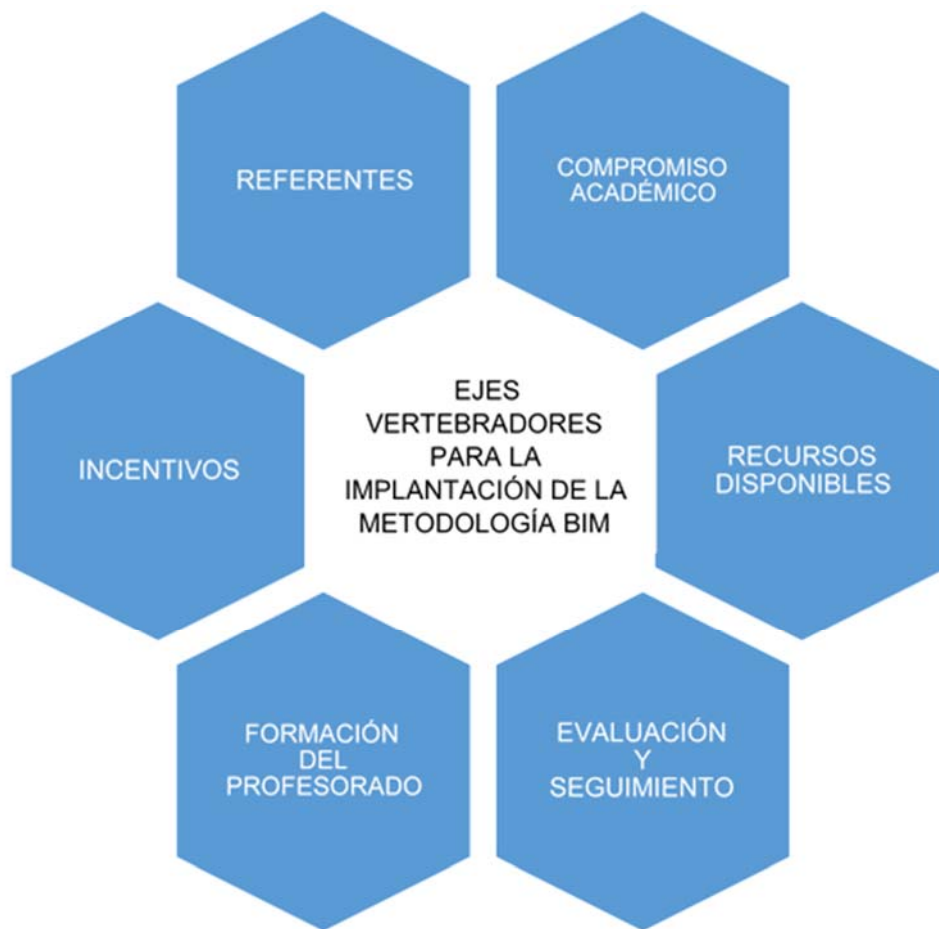 REFERENTES
COMPROMISO
ACADÉMICO
INCENTIVOS
EJES
VERTEBRADORES
PARA LA
IMPLANTACIÓN DE LA
METODOLOGÍA BIM
RECURSOS
DISPONIBLES
FORMACIÓN
DEL
PROFESORADO
EVALUACIÓN
Y
SEGUIMIENTO